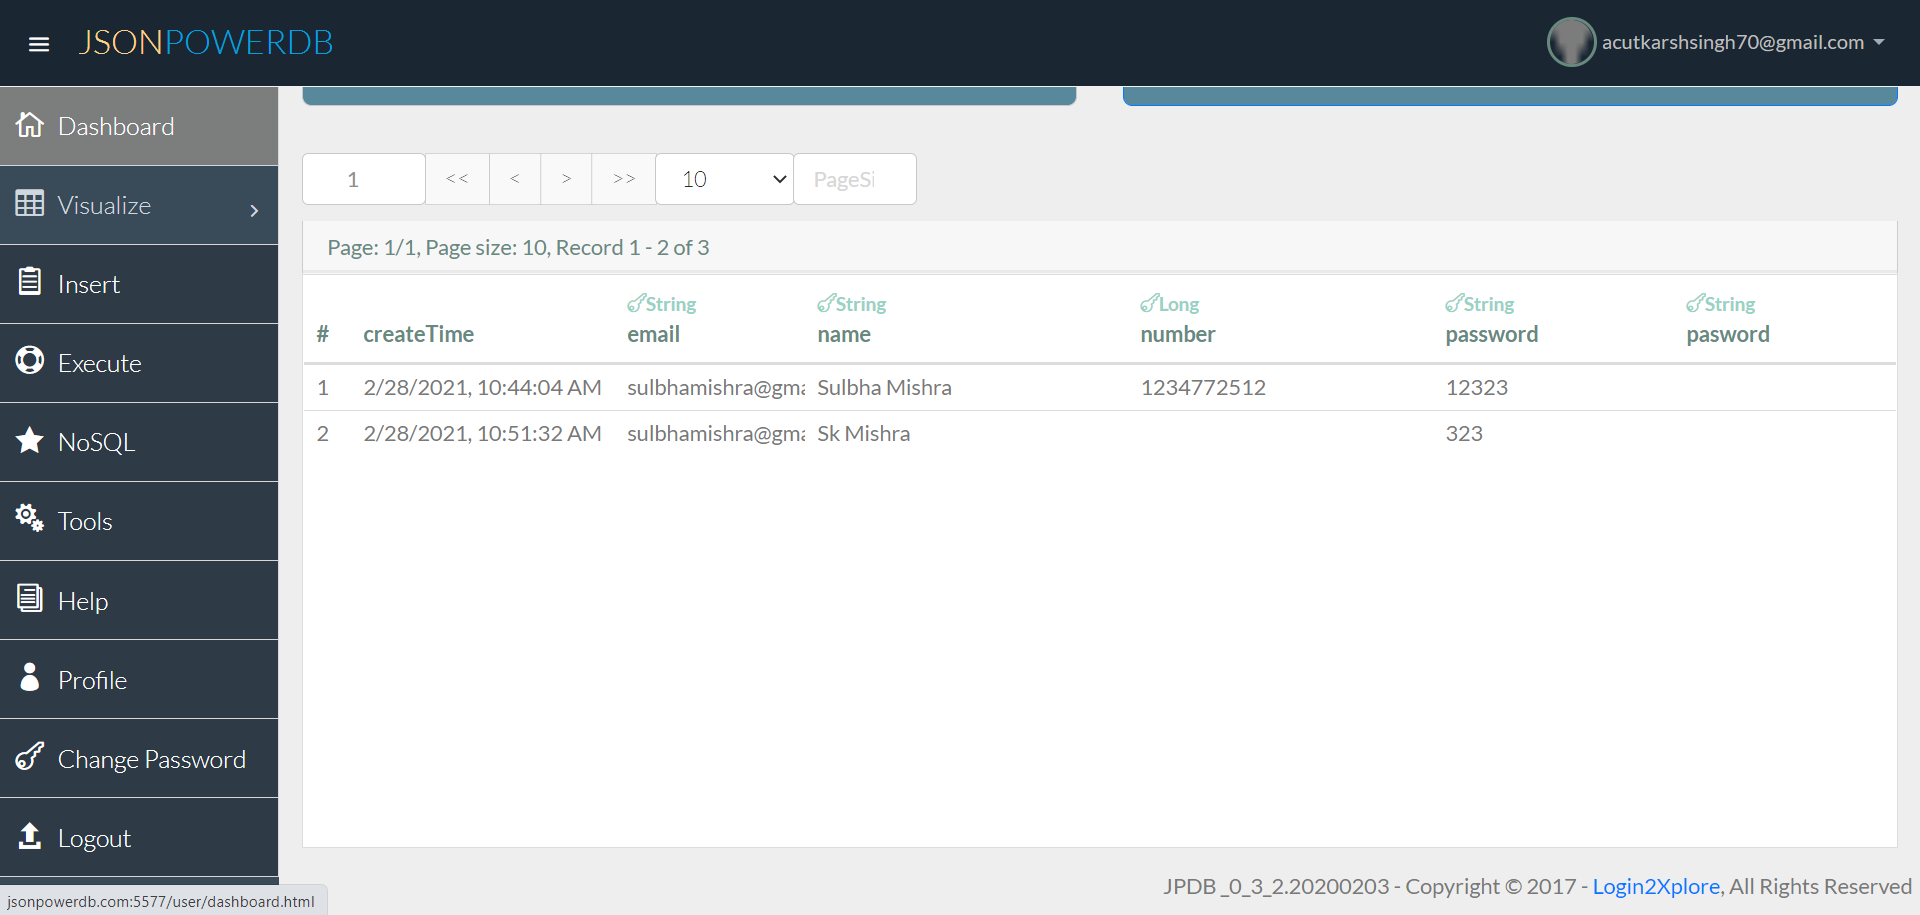 JSONPOWERDB
acutkarshsingh70@gmail.com
Dashboard
Visualize
Insert
Execute
NoSQL
Tools
Help
Profile
Change Password
Logout
1 << < > >> 10 PageSi
Page: 1/1, Page size: 10, Record 1 - 2 of 3
String String Long String String
# createTime email name number password pasword
1 2/28/2021, 10:44:04 AM sulbhamishra@gma Sulbha Mishra 1234772512 12323
2 2/28/2021, 10:51:32 AM sulbhamishra@gma Sk Mishra 323
JPDB _0_3_2.20200203 - Copyright © 2017 - Login2Xplore, All Rights Reserved
jsonpowerdb.com:5577/user/dashboard.html